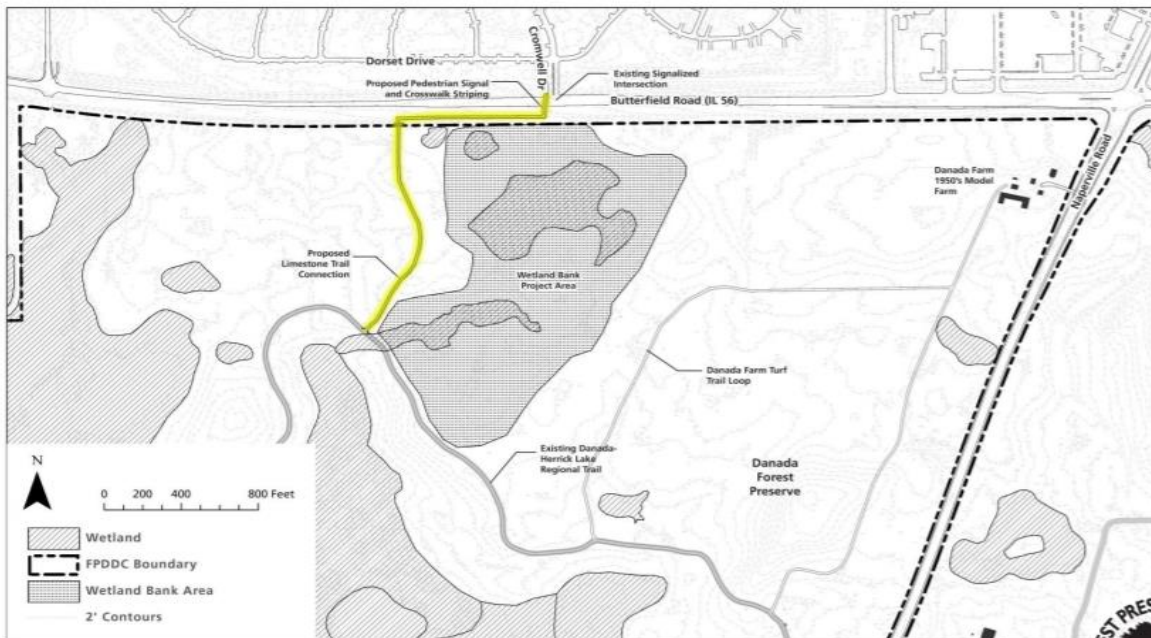 Dorset Drive
Cromwell Dr
Proposed Pedestrian Signal
and Crosswalk Striping
Existing Signalized
Intersection
Butterfield Road (IL 56)
Naperville Road
Danada Farm
1950's Model
Farm
Proposed
Limestone Trail
Connection
Wetland Bank
Project Area
Danada Farm Turf
Trail Loop
Existing Danada-
Herrick Lake
Regional Trail
Danada
Forest
Preserve
N
0 200 400 800 Feet
Wetland
FPDDC Boundary
Wetland Bank Area
2' Contours
ST PRES